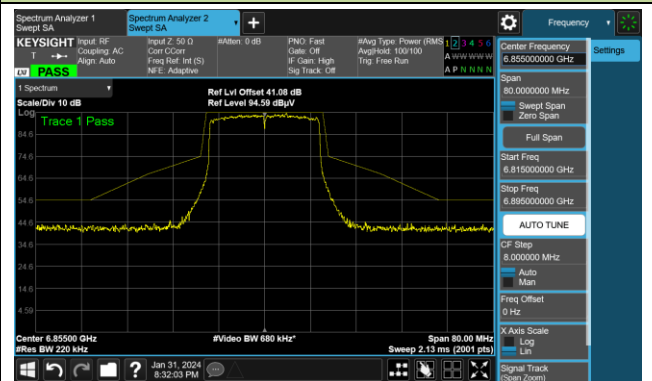 Spectrum Analyzer 1
Swept SA
Spectrum Analyzer 2
Swept SA
Frequency
KEYSIGHT
Input: RF
Coupling: AC
Align: Auto
Input Z: 50 Ω
Corr CCorr
Freq Ref: Int (S)
NFE: Adaptive
#Atten: 0 dB
PNO: Fast
Gate: Off
IF Gain: High
Sig Track: Off
#Avg Type: Power (RMS
Avg|Hold: 100/100
Trig: Free Run
1 2 3 4 5 6
A W W W W W
A P N N N N
T
LXI
PASS
1 Spectrum
Scale/Div 10 dB
Ref Lvl Offset 41.08 dB
Ref Level 94.59 dBµV
Log
Trace 1 Pass
84.6
74.6
64.6
54.6
44.6
34.6
24.6
14.6
4.59
Center 6.85500 GHz
#Res BW 220 kHz
#Video BW 680 kHz*
Span 80.00 MHz
Sweep 2.13 ms (2001 pts)
Center Frequency
6.855000000 GHz
Settings
Span
80.0000000 MHz
Swept Span
Zero Span
Full Span
Start Freq
6.815000000 GHz
Stop Freq
6.895000000 GHz
AUTO TUNE
CF Step
8.000000 MHz
Auto
Man
Freq Offset
0 Hz
X Axis Scale
Log
Lin
Signal Track
(Span Zoom)
?
Jan 31, 2024
8:32:03 PM